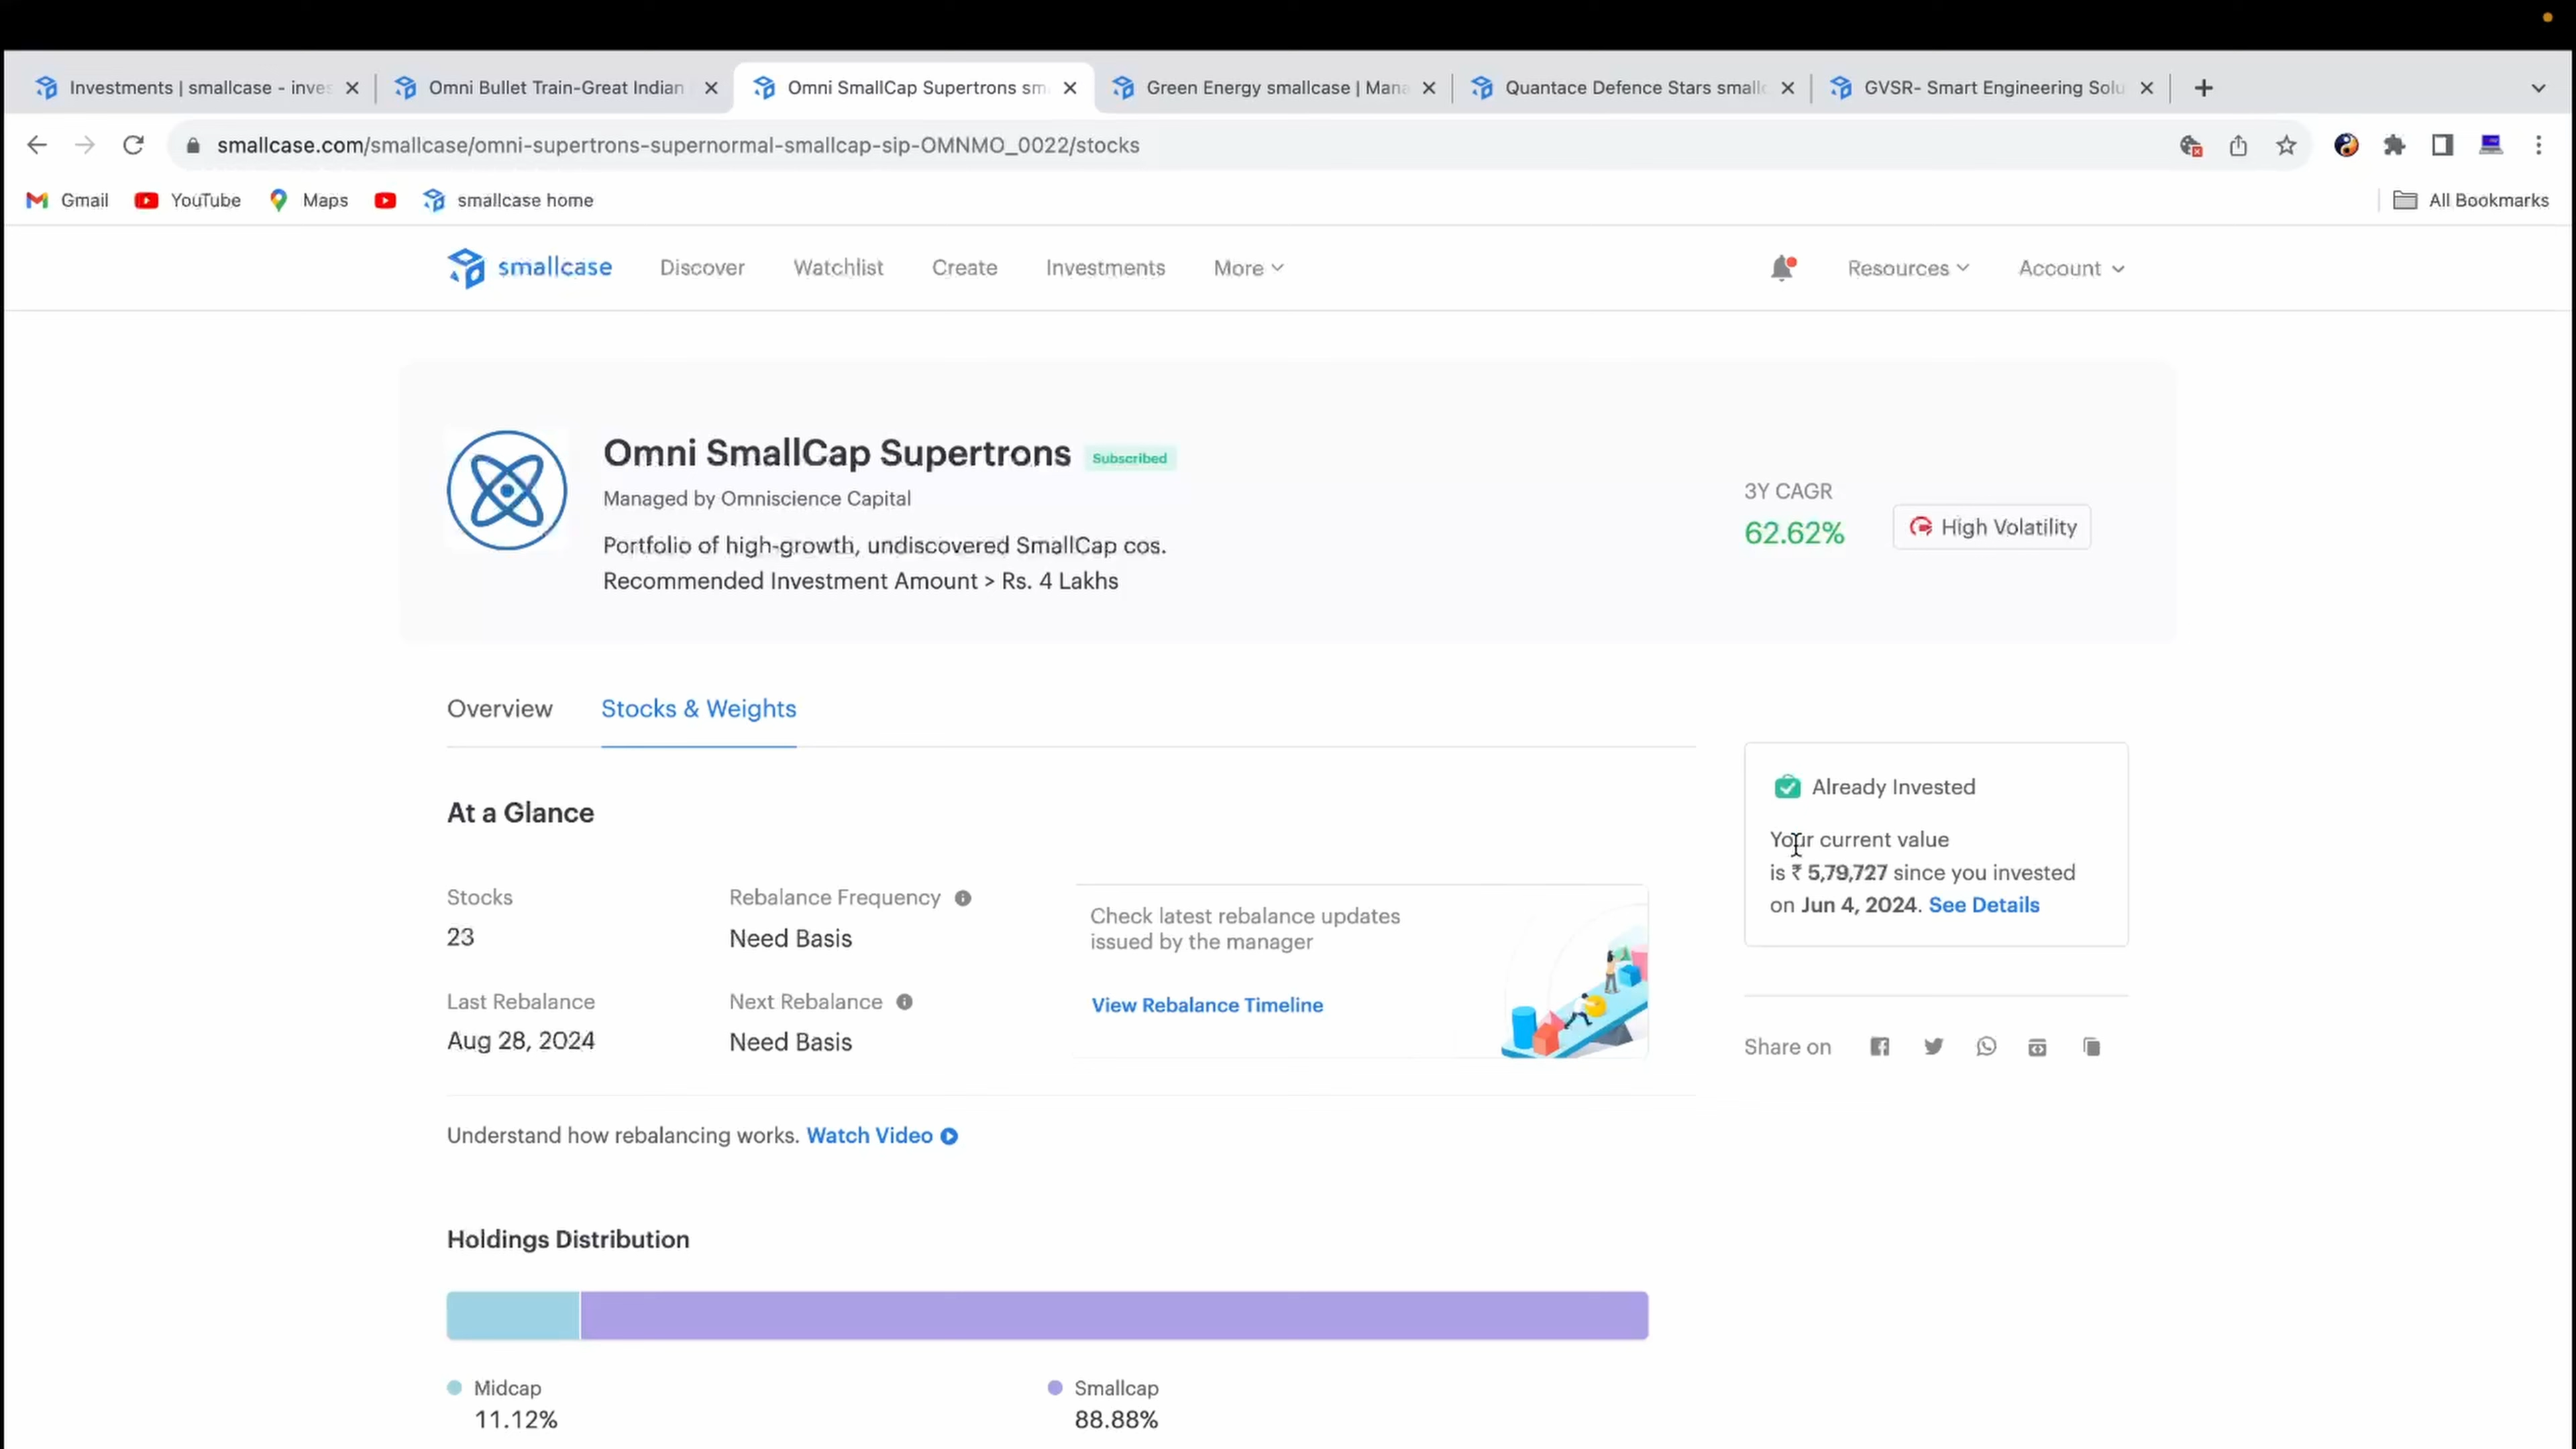 Investments | smallcase - inves
Omni Bullet Train-Great Indian
Omni SmallCap Supertrons sm
Green Energy smallcase | Mana
Quantace Defence Stars smallc
GVSR- Smart Engineering Solu
smallcase.com/smallcase/omni-supertrons-supernormal-smallcap-sip-OMNMO_0022/stocks
Gmail
YouTube
Maps
smallcase home
All Bookmarks
smallcase
Discover
Watchlist
Create
Investments
More
Resources
Account
Omni SmallCap Supertrons
Subscribed
Managed by Omniscience Capital
Portfolio of high-growth, undiscovered SmallCap cos.
Recommended Investment Amount > Rs. 4 Lakhs
3Y CAGR
62.62%
High Volatility
Overview
Stocks & Weights
At a Glance
Stocks
23
Rebalance Frequency
Need Basis
Last Rebalance
Aug 28, 2024
Next Rebalance
Need Basis
Check latest rebalance updates
issued by the manager
View Rebalance Timeline
Already Invested
Your current value
is ₹ 5,79,727 since you invested
on Jun 4, 2024. See Details
Share on
Understand how rebalancing works. Watch Video
Holdings Distribution
Midcap
11.12%
Smallcap
88.88%